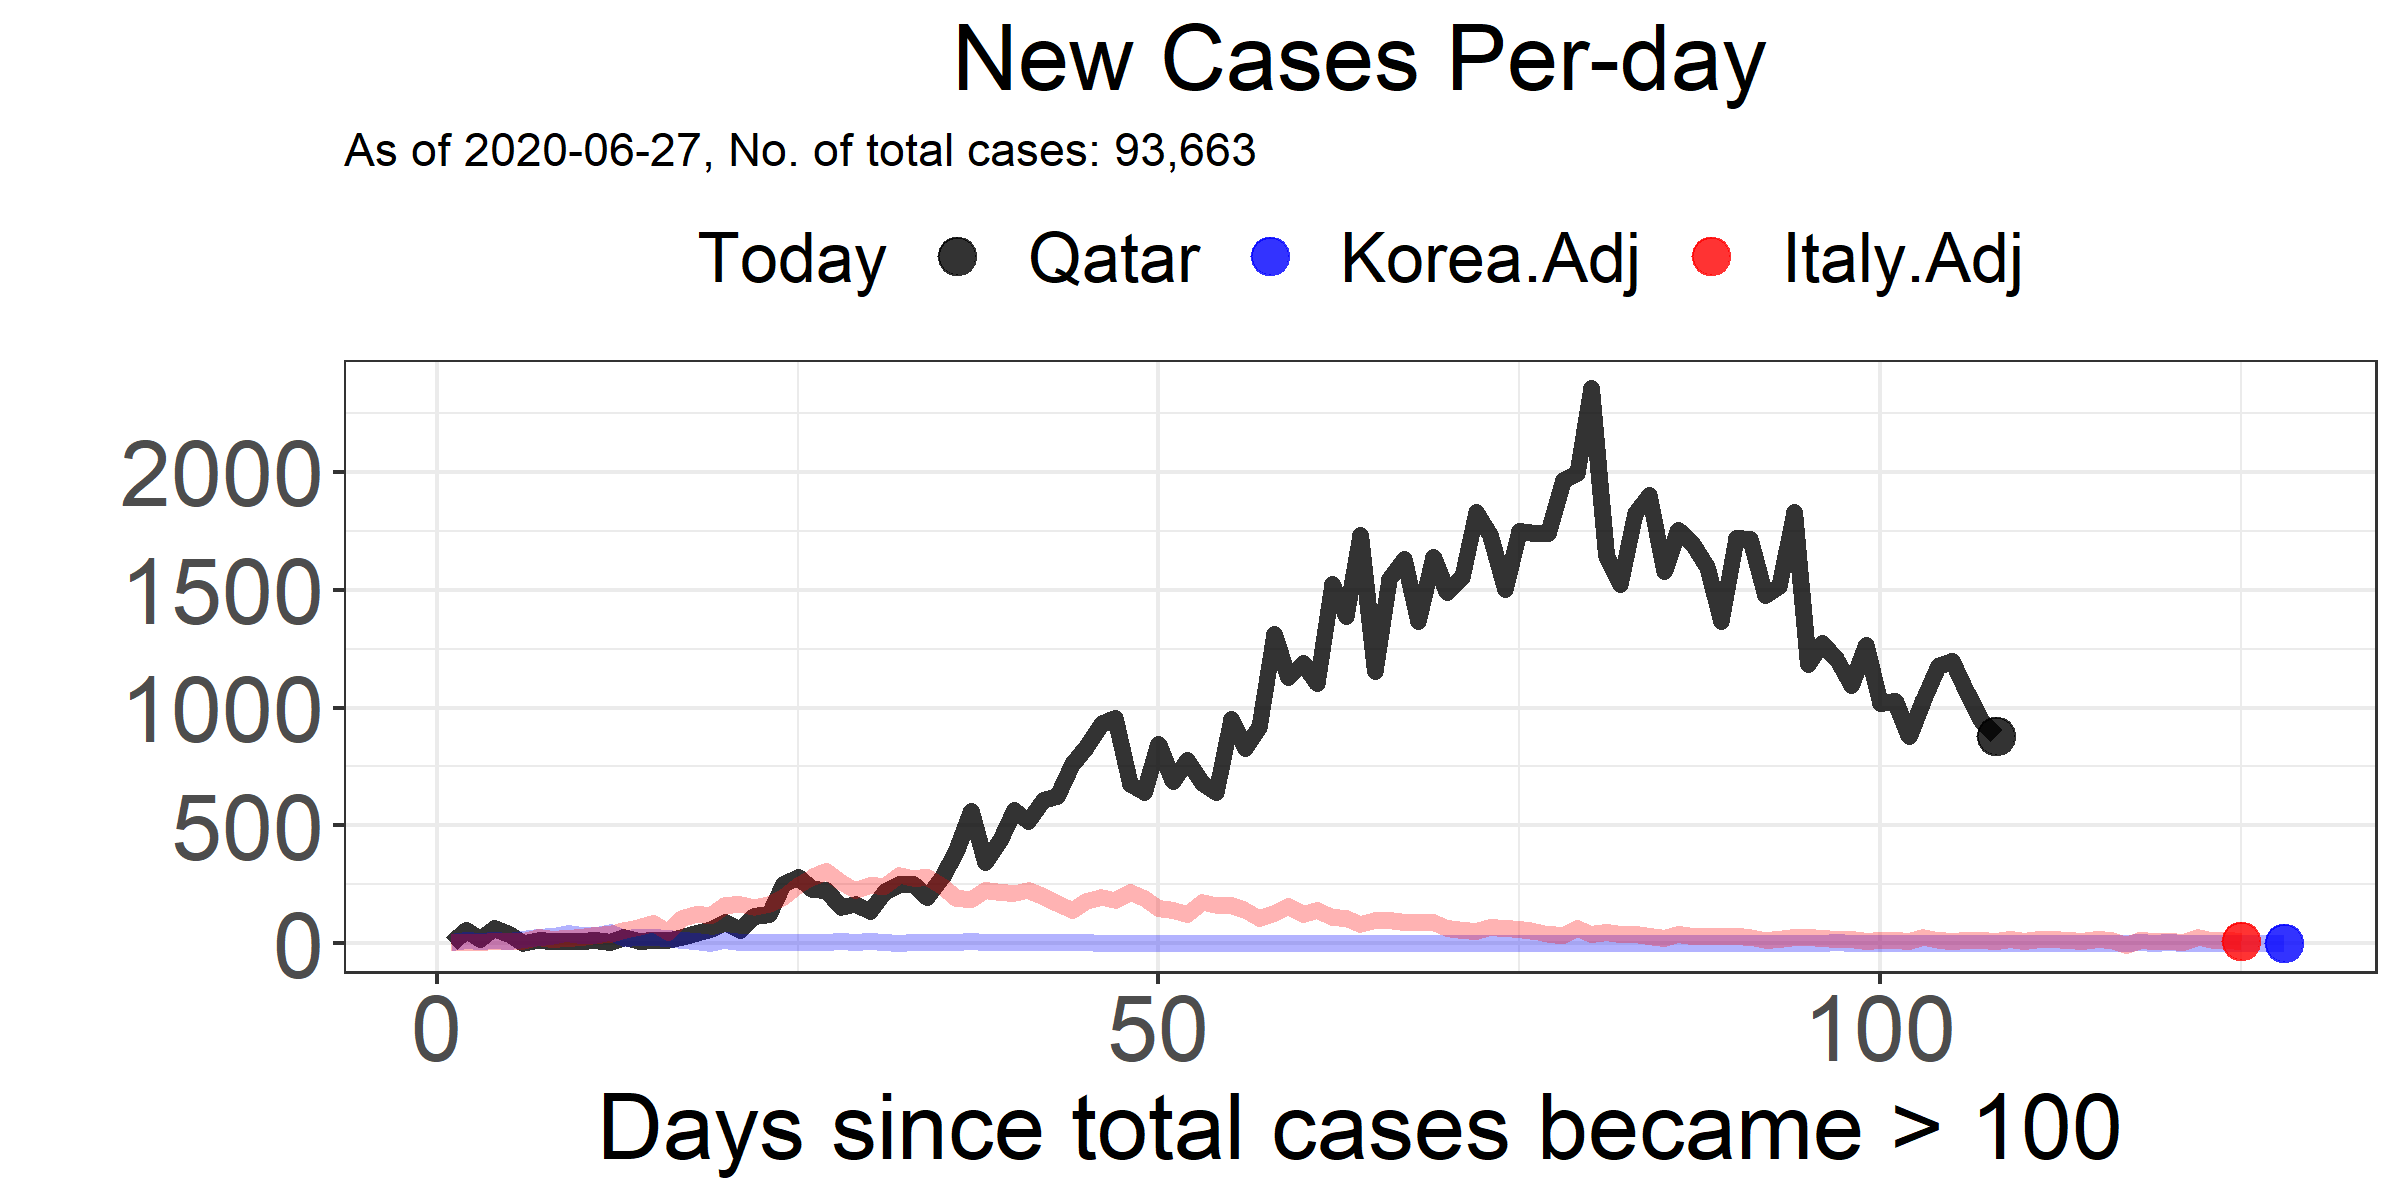 New Cases Per-day
As of 2020-06-27, No. of total cases: 93,663
Today Qatar Korea.Adj Italy.Adj
2000
1500
1000
500
0
0 50 100
Days since total cases became > 100